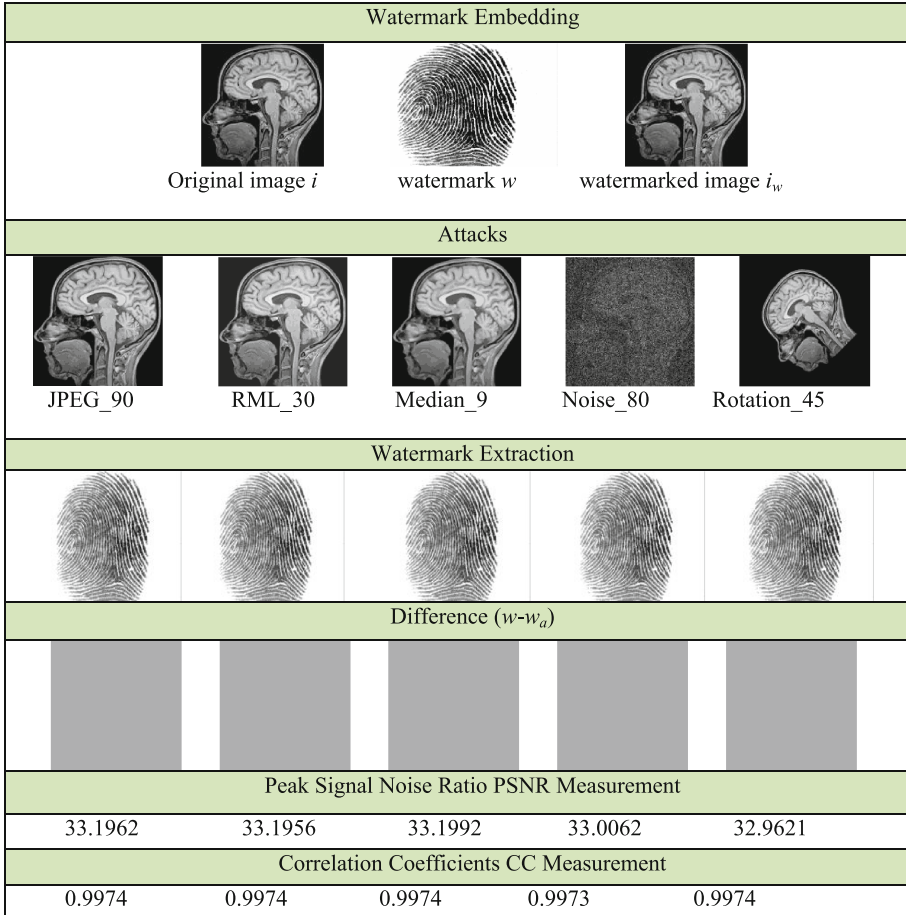 Watermark Embedding
Original image i watermark w watermarked image iw
Attacks
JPEG_90 RML_30 Median_9 Noise_80 Rotation_45
Watermark Extraction
Difference (w-wa)
Peak Signal Noise Ratio PSNR Measurement
33.1962 33.1956 33.1992 33.0062 32.9621
Correlation Coefficients CC Measurement
0.9974 0.9974 0.9974 0.9973 0.9974